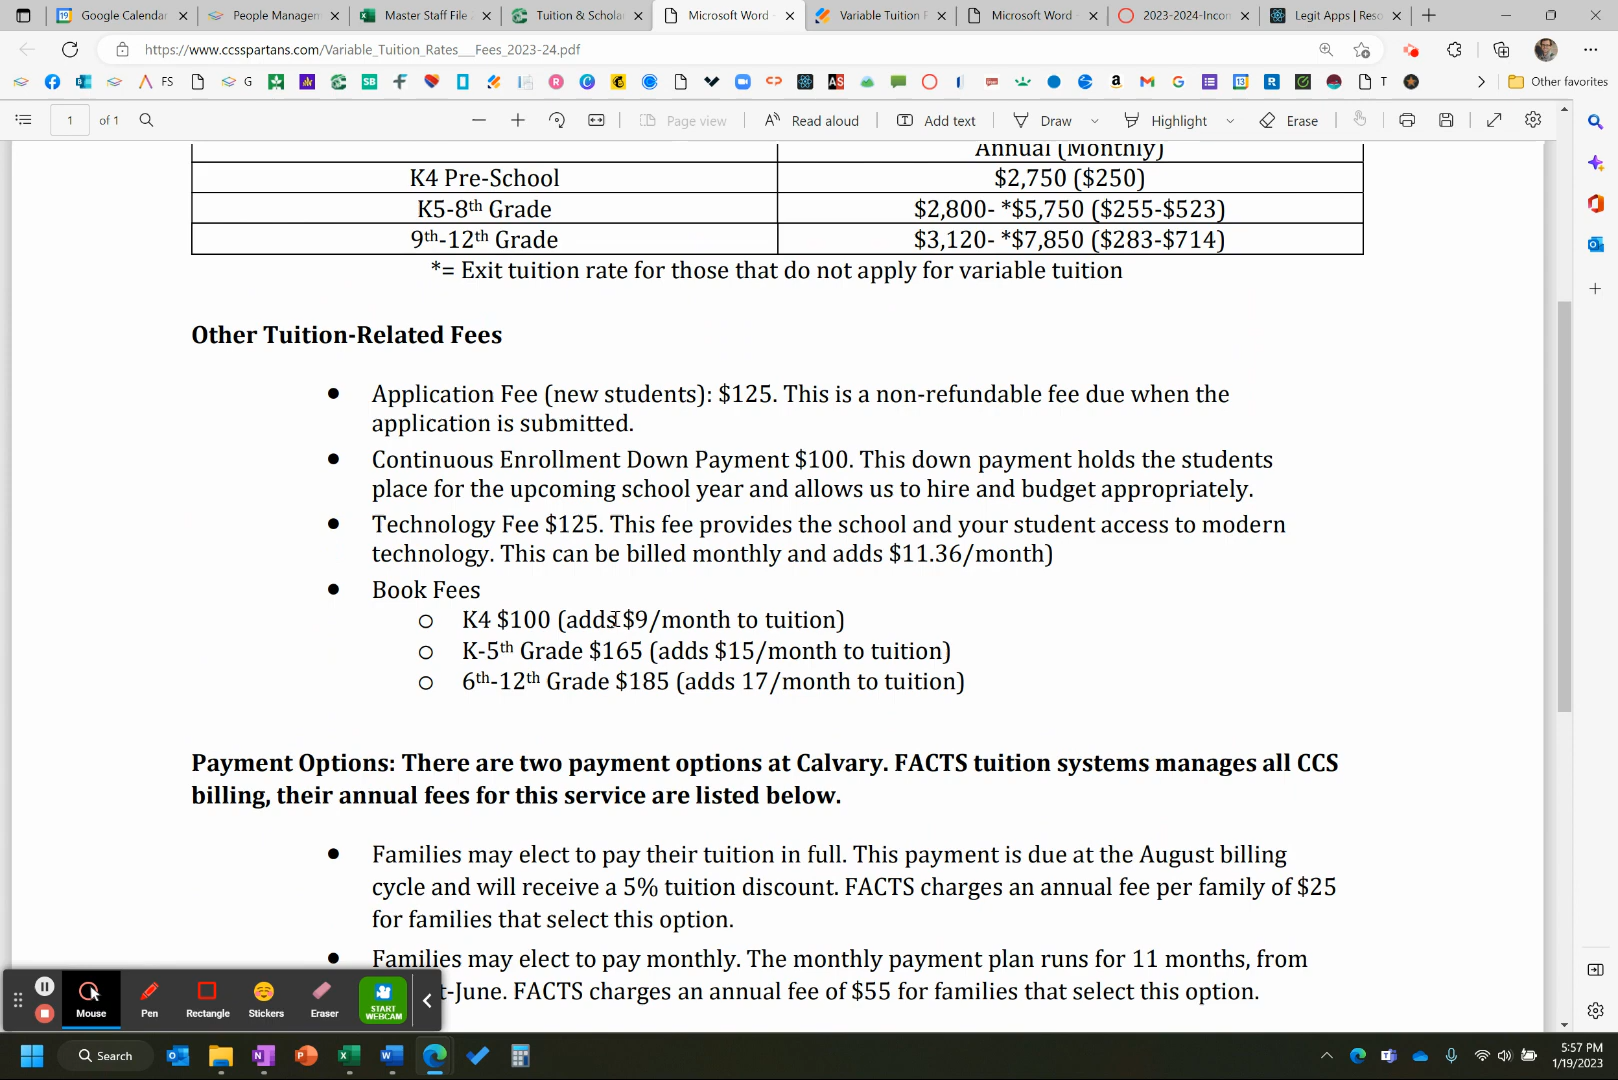 Google Calendar
People Managem
Master Staff File
Tuition & Schola
Microsoft Word
Variable Tuition F
Microsoft Word
2023-2024-Incon
Legit Apps | Reso
https://www.ccsspartans.com/Variable_Tuition_Rates__Fees_2023-24.pdf
FS
G
SB
AS
a
G
13
R
T
Other favorites
1 of 1
Page view
Read aloud
Add text
Draw
Highlight
Erase
Annual (Monthly)
K4 Pre-School $2,750 ($250)
K5-8th Grade $2,800- *$5,750 ($255-$523)
9th-12th Grade $3,120- *$7,850 ($283-$714)
*= Exit tuition rate for those that do not apply for variable tuition
Other Tuition-Related Fees
• Application Fee (new students): $125. This is a non-refundable fee due when the
application is submitted.
• Continuous Enrollment Down Payment $100. This down payment holds the students
place for the upcoming school year and allows us to hire and budget appropriately.
• Technology Fee $125. This fee provides the school and your student access to modern
technology. This can be billed monthly and adds $11.36/month)
• Book Fees
o K4 $100 (adds $9/month to tuition)
o K-5th Grade $165 (adds $15/month to tuition)
o 6th-12th Grade $185 (adds 17/month to tuition)
Payment Options: There are two payment options at Calvary. FACTS tuition systems manages all CCS
billing, their annual fees for this service are listed below.
• Families may elect to pay their tuition in full. This payment is due at the August billing
cycle and will receive a 5% tuition discount. FACTS charges an annual fee per family of $25
for families that select this option.
• Families may elect to pay monthly. The monthly payment plan runs for 11 months, from
t-June. FACTS charges an annual fee of $55 for families that select this option.
Mouse
Pen
Rectangle
Stickers
Eraser
START
WEBCAM
Search
5:57 PM
1/19/2023